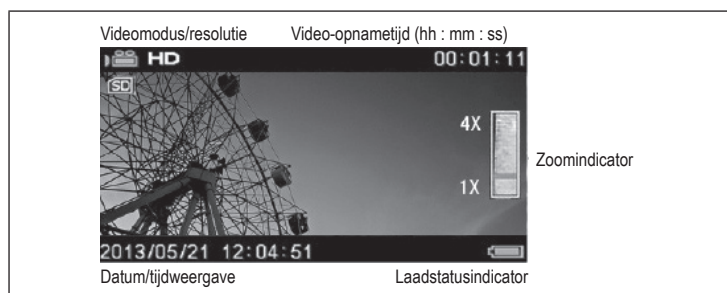 Videomodus/resolutie Video-opnametijd (hh : mm : ss)
HD 00:01:11
SD
4X
Zoomindicator
1X
2013/05/21 12:04:51
Datum/tijdweergave Laadstatusindicator